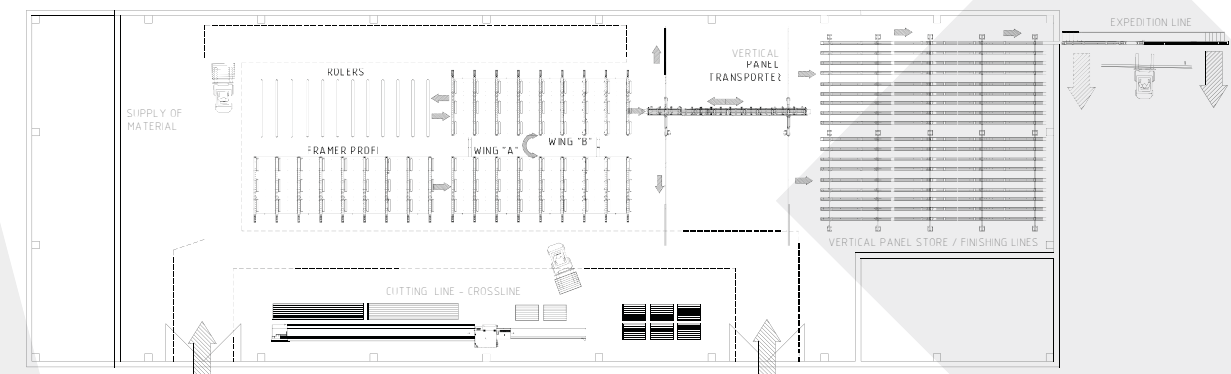 EXPEDITION LINE
VERTICAL
PANEL
TRANSPORTER
ROLERS
SUPPLY OF
MATERIAL
FRAMER PROFI
WING "A"
WING "B"
VERTICAL PANEL STORE / FINISHING LINES
CUTTING LINE - CROSSLINE